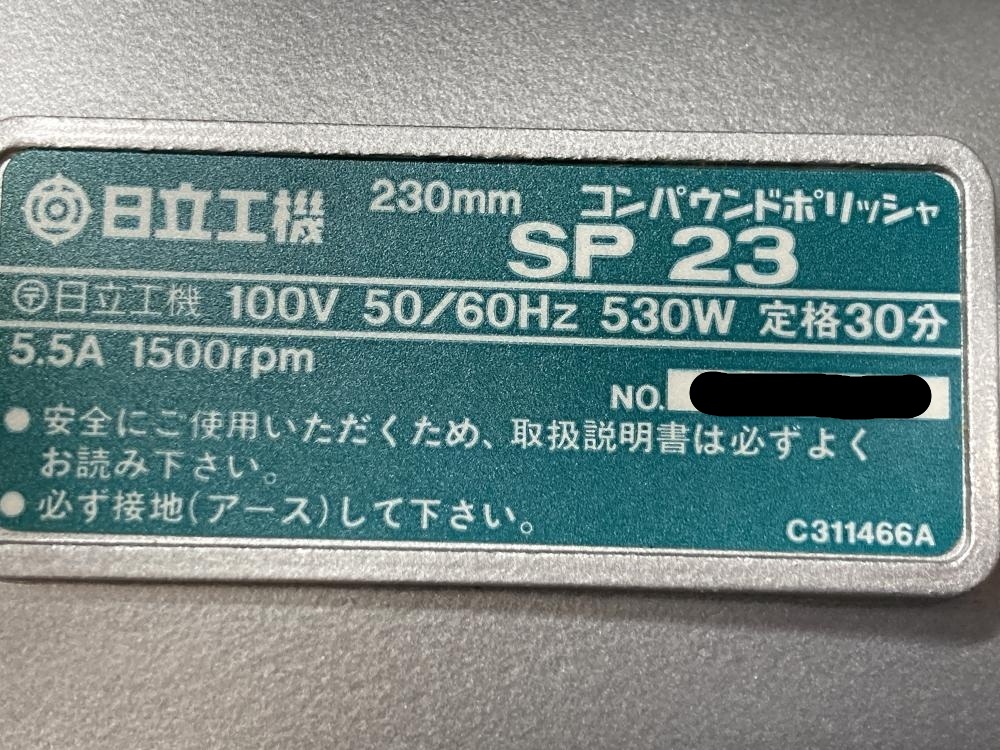 日立工機 230mm コンパウンドポリッシャ
SP 23
〒日立工機 100V 50/60Hz 530W 定格30分
5.5A 1500rpm
NO.
●安全にご使用いただくため、取扱説明書は必ずよく
お読み下さい。
●必ず接地(アース)して下さい。
C311466A